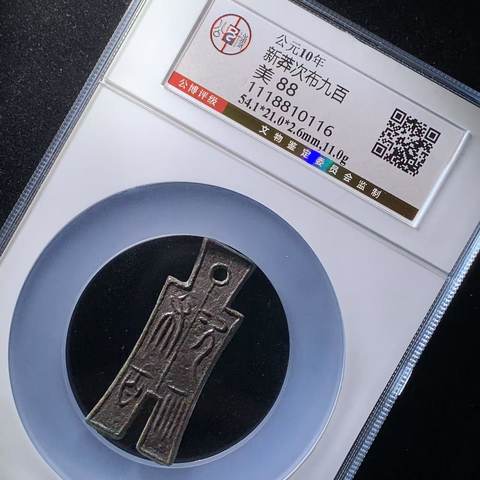 公元10年
新莽次布九百
美 88
1118810116
54.1*21.0*2.6mm,11.0g
公博评级
文物鉴定委员会监制